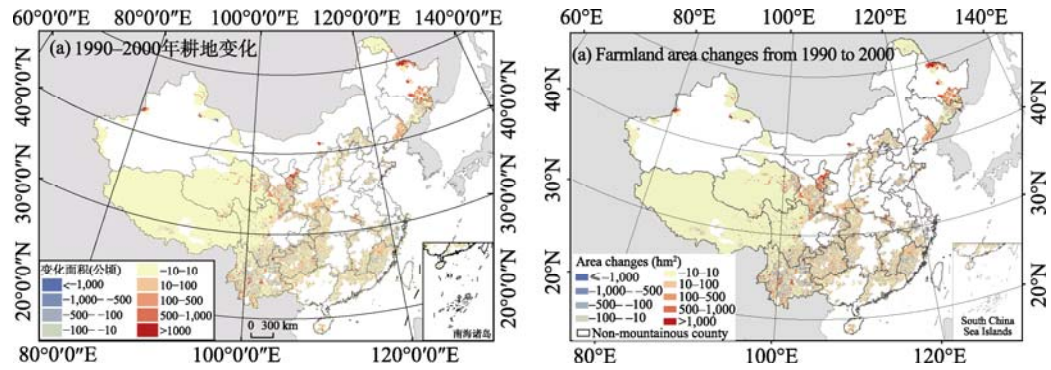 60°0'0"E 80°0'0"E 100°0'0"E 120°0'0"E 140°0'0"E
(a) 1990–2000年耕地变化
40°0'0"N
30°0'0"N
20°0'0"N
40°0'0"N
30°0'0"N
20°0'0"N
变化面积(公顷)
<-1,000
-1,000- -500
-500- -100
-100- -10
-10-10
10-100
100-500
500-1,000
>1000
0 300 km
南海诸岛
80°0'0"E 100°0'0"E 120°0'0"E
60°E 80°E 100°E 120°E 140°E
(a) Farmland area changes from 1990 to 2000
40°N
30°N
20°N
40°N
30°N
20°N
Area changes (hm²)
≤-1,000
-1,000- -500
-500- -100
-100- -10
-10-10
10-100
100-500
500-1,000
>1,000
Non-mountainous county
South China
Sea Islands
80°E 100°E 120°E